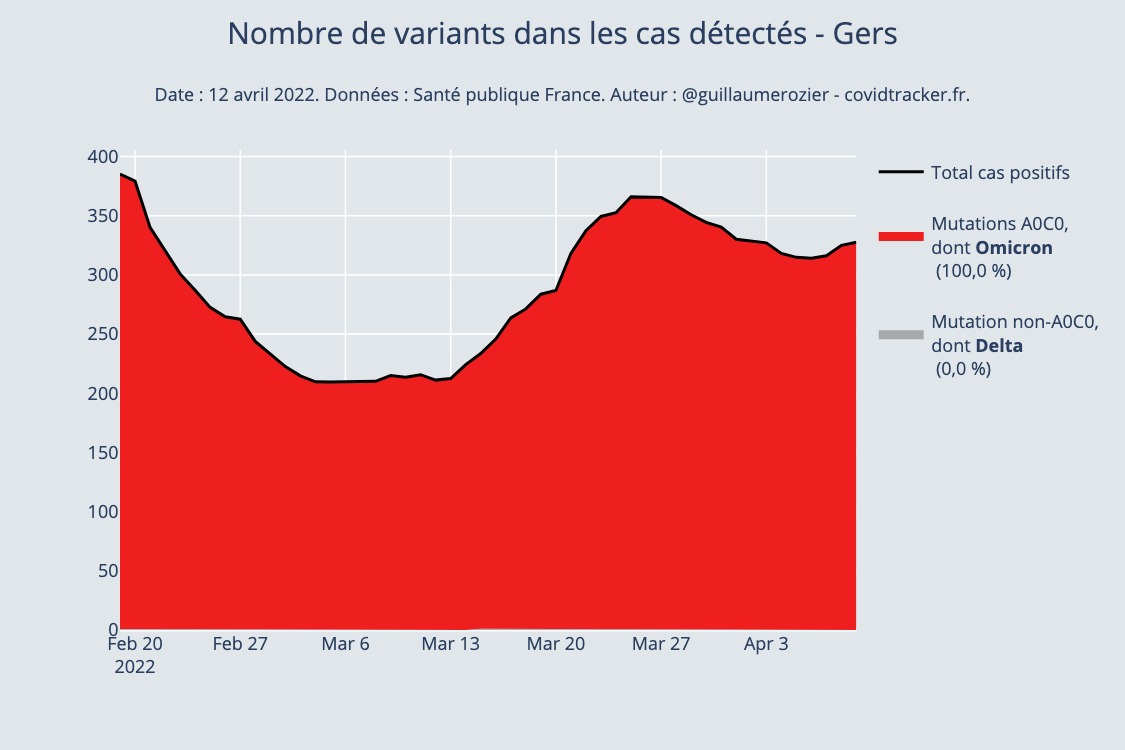 Nombre de variants dans les cas détectés - Gers
Date : 12 avril 2022. Données : Santé publique France. Auteur : @guillaumerozier - covidtracker.fr.
400
350
300
250
200
150
100
50
0
Feb 20
2022
Feb 27
Mar 6
Mar 13
Mar 20
Mar 27
Apr 3
Total cas positifs
Mutations A0C0,
dont Omicron
(100,0 %)
Mutation non-A0C0,
dont Delta
(0,0 %)